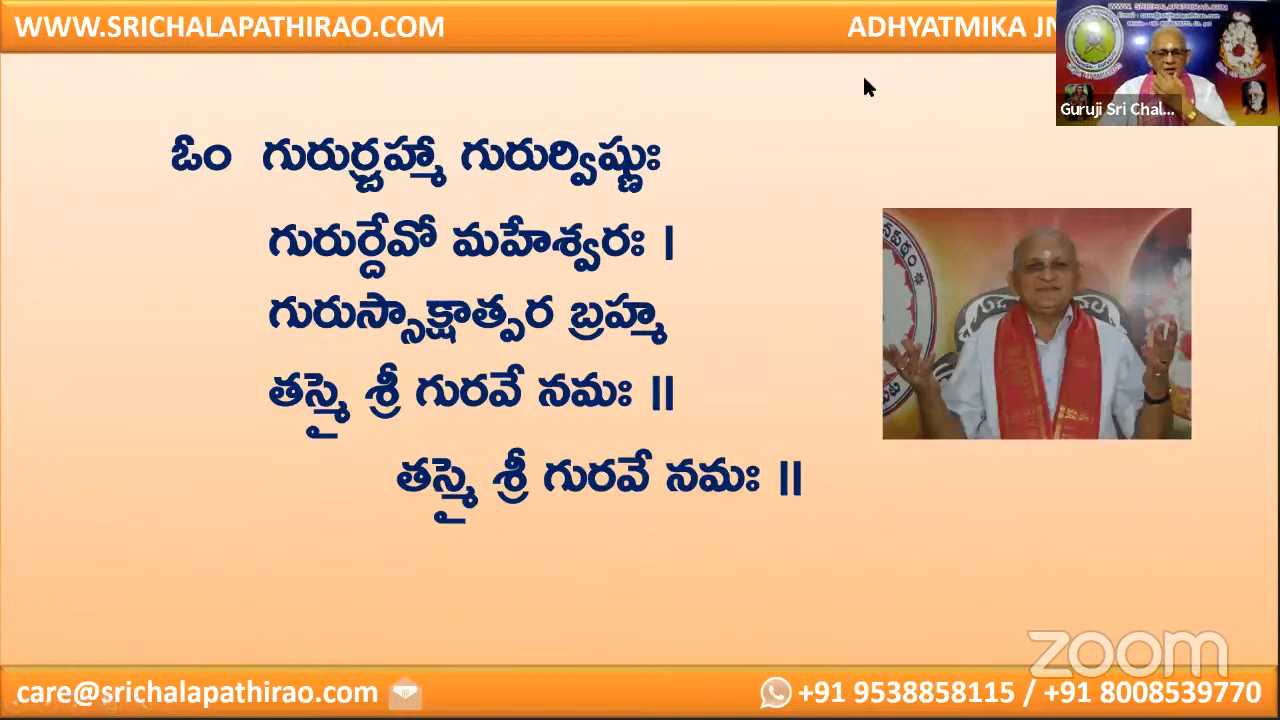 WWW.SRICHALAPATHIRAO.COM
ADHYATMIKA
Guruji Sri Chal...
ఓం గురుర్బ్రహ్మా గురుర్విష్ణుః
గురుర్దేవో మహేశ్వరః ।
గురుస్సాక్షాత్పర బ్రహ్మ
తస్మై శ్రీ గురవే నమః ॥
తస్మై శ్రీ గురవే నమః ॥
zoom
care@srichalapathirao.com
+91 9538858115 / +91 8008539770